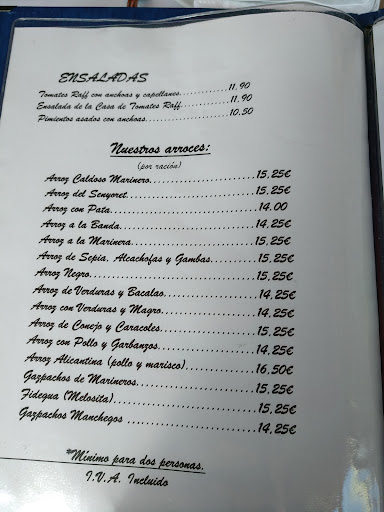 ENSALADAS
Tomates Raff con anchoas y capellanes....................11,90
Ensalada de la Casa de Tomates Raff....................11,90
Pimientos asados con anchoas..............................10,50
Nuestros arroces:
(por ración)
Arroz Caldoso Marinero............................15,25€
Arroz del Senyoret..................................15,25€
Arroz con Pata........................................14.00
Arroz a la Banda.....................................14,25€
Arroz a la Marinera.................................15,25€
Arroz de Sepia, Alcachofas y Gambas............15,25€
Arroz Negro............................................15,25€
Arroz de Verduras y Bacalao.......................14,25€
Arroz con Verduras y Magro.......................14,25€
Arroz de Conejo y Caracoles.......................15,25€
Arroz con Pollo y Garbanzos.......................14,25€
Arroz Alicantina (pollo y marisco)................16,50€
Gazpachos de Marineros............................15,25€
Fidegua (Melosita)....................................15,25€
Gazpachos Manchegos ..............................14,25€
*Mínimo para dos personas.
I.V.A. Incluido